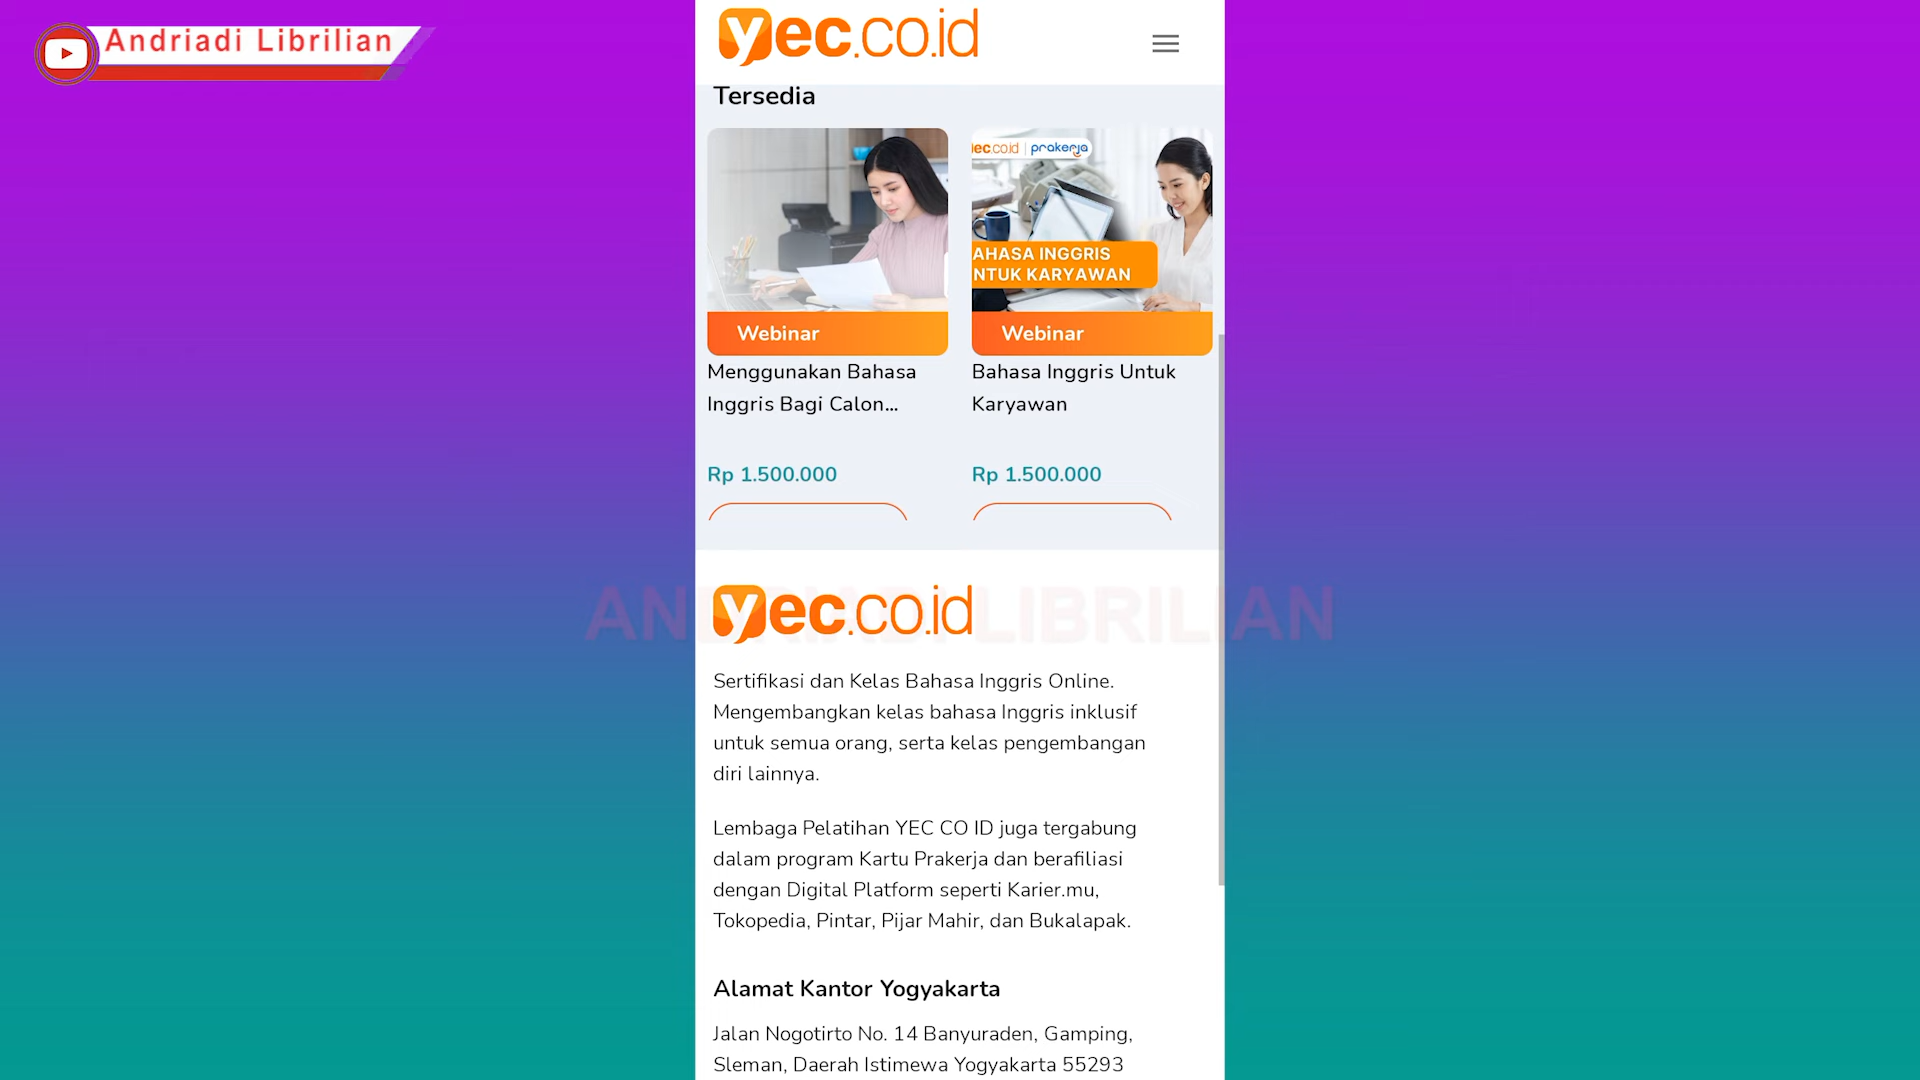 Andriadi Librilian
yec.co.id
Tersedia
iec.co.id | prakerja
AHASA INGGRIS
NTUK KARYAWAN
Webinar
Webinar
Menggunakan Bahasa
Inggris Bagi Calon...
Bahasa Inggris Untuk
Karyawan
Rp 1.500.000
Rp 1.500.000
yec.co.id
ANDRIADI LIBRILIAN
Sertifikasi dan Kelas Bahasa Inggris Online.
Mengembangkan kelas bahasa Inggris inklusif
untuk semua orang, serta kelas pengembangan
diri lainnya.
Lembaga Pelatihan YEC CO ID juga tergabung
dalam program Kartu Prakerja dan berafiliasi
dengan Digital Platform seperti Karier.mu,
Tokopedia, Pintar, Pijar Mahir, dan Bukalapak.
Alamat Kantor Yogyakarta
Jalan Nogotirto No. 14 Banyuraden, Gamping,
Sleman, Daerah Istimewa Yogyakarta 55293